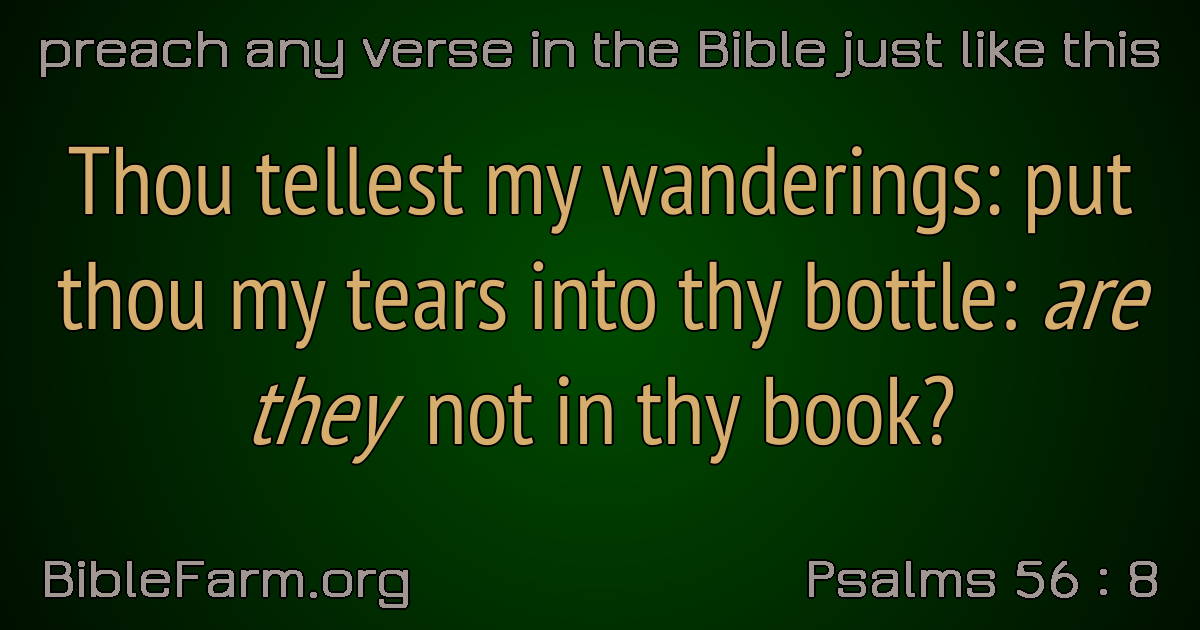 preach any verse in the Bible just like this
Thou tellest my wanderings: put
thou my tears into thy bottle: are
they not in thy book?
BibleFarm.org
Psalms 56 : 8